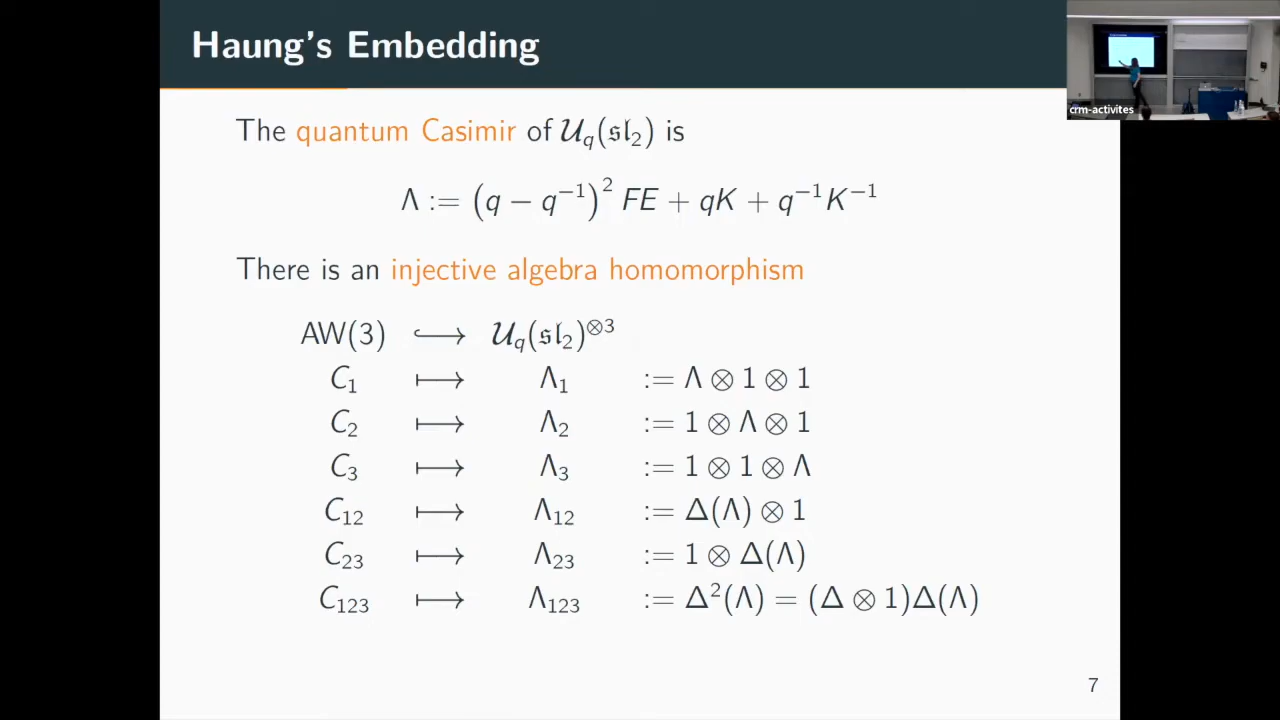 Haung's Embedding
crm-activites
The quantum Casimir of 𝒰_q(𝔰𝔩₂) is
Λ := (q − q⁻¹)² FE + qK + q⁻¹K⁻¹
There is an injective algebra homomorphism
AW(3) ↪ 𝒰_q(𝔰𝔩₂)^⊗3
C₁ ⟼ Λ₁ := Λ ⊗ 1 ⊗ 1
C₂ ⟼ Λ₂ := 1 ⊗ Λ ⊗ 1
C₃ ⟼ Λ₃ := 1 ⊗ 1 ⊗ Λ
C₁₂ ⟼ Λ₁₂ := Δ(Λ) ⊗ 1
C₂₃ ⟼ Λ₂₃ := 1 ⊗ Δ(Λ)
C₁₂₃ ⟼ Λ₁₂₃ := Δ²(Λ) = (Δ ⊗ 1)Δ(Λ)
7